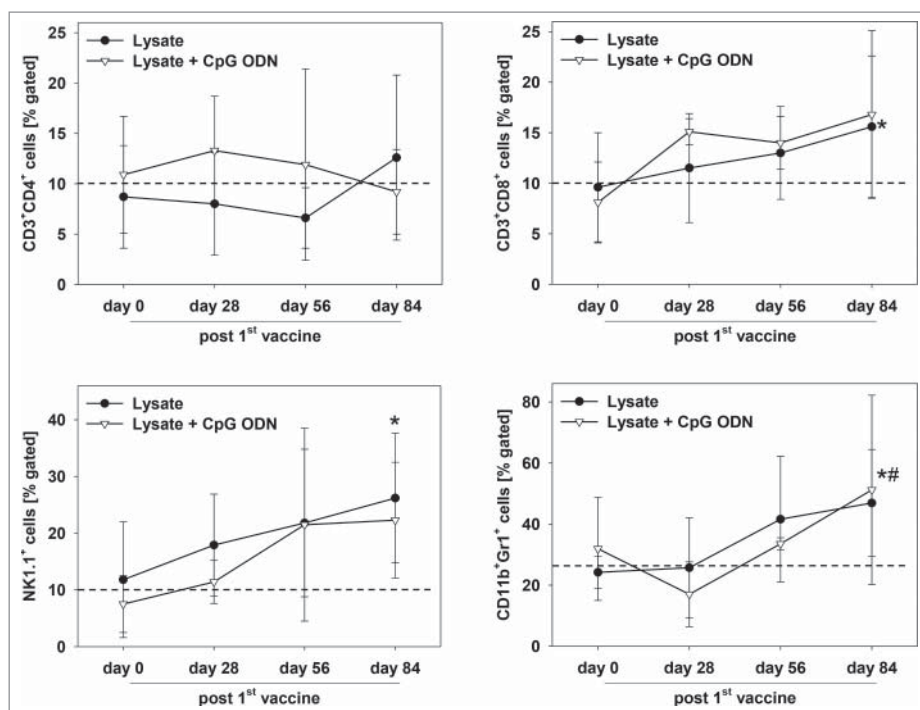 Lysate
Lysate + CpG ODN
CD3+CD4+ cells [% gated]
25
20
15
10
5
0
day 0 day 28 day 56 day 84
post 1st vaccine
Lysate
Lysate + CpG ODN
CD3+CD8+ cells [% gated]
25
20
15
10
5
0
*
day 0 day 28 day 56 day 84
post 1st vaccine
Lysate
Lysate + CpG ODN
NK1.1+ cells [% gated]
40
30
20
10
0
*
day 0 day 28 day 56 day 84
post 1st vaccine
Lysate
Lysate + CpG ODN
CD11b+Gr1+ cells [% gated]
80
60
40
20
0
*#
day 0 day 28 day 56 day 84
post 1st vaccine